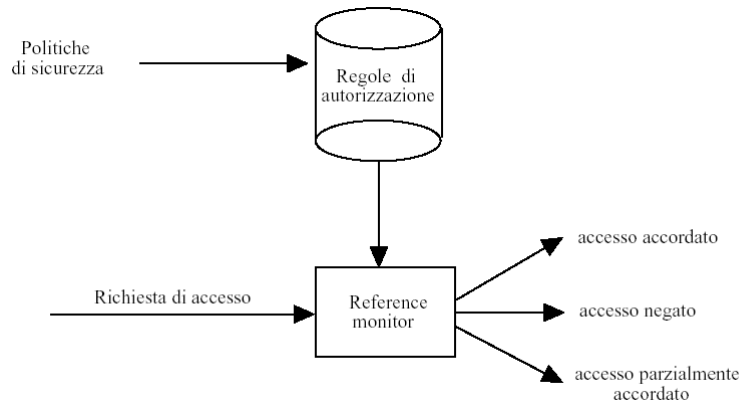 Politiche
di sicurezza
Regole di
autorizzazione
Richiesta di accesso
Reference
monitor
accesso accordato
accesso negato
accesso parzialmente
accordato